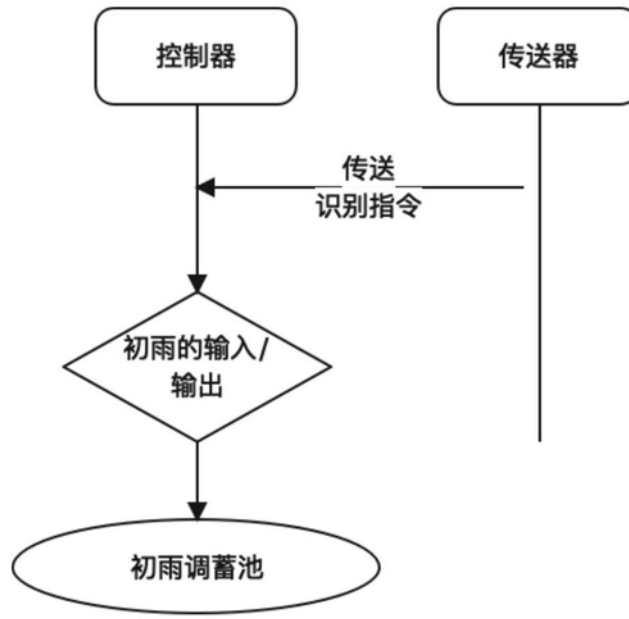 控制器
传送器
传送
识别指令
初雨的输入/
输出
初雨调蓄池